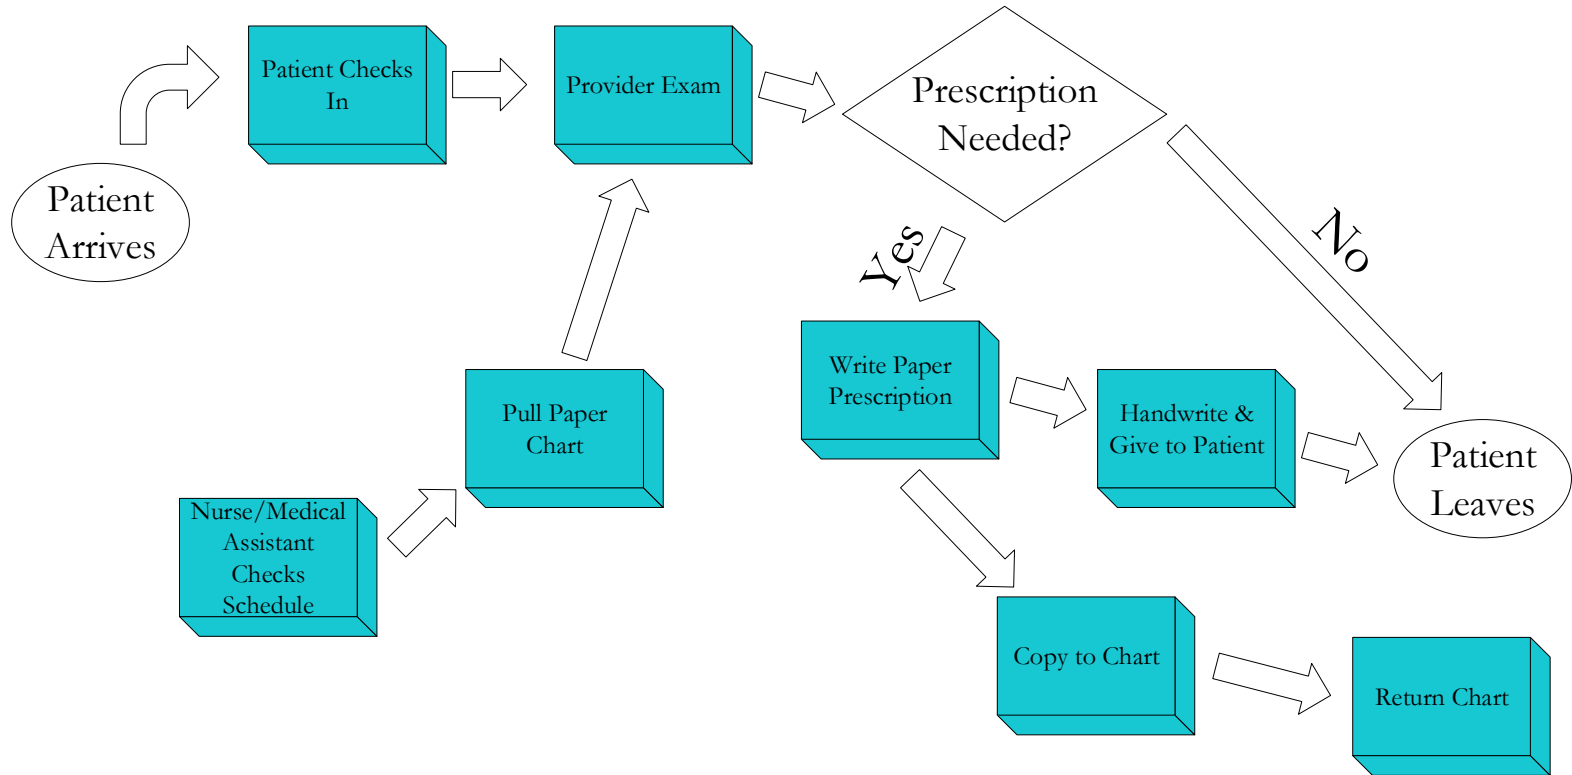 Patient
Arrives
Patient Checks
In
Provider Exam
Prescription
Needed?
Yes
No
Nurse/Medical
Assistant
Checks
Schedule
Pull Paper
Chart
Write Paper
Prescription
Handwrite &
Give to Patient
Patient
Leaves
Copy to Chart
Return Chart